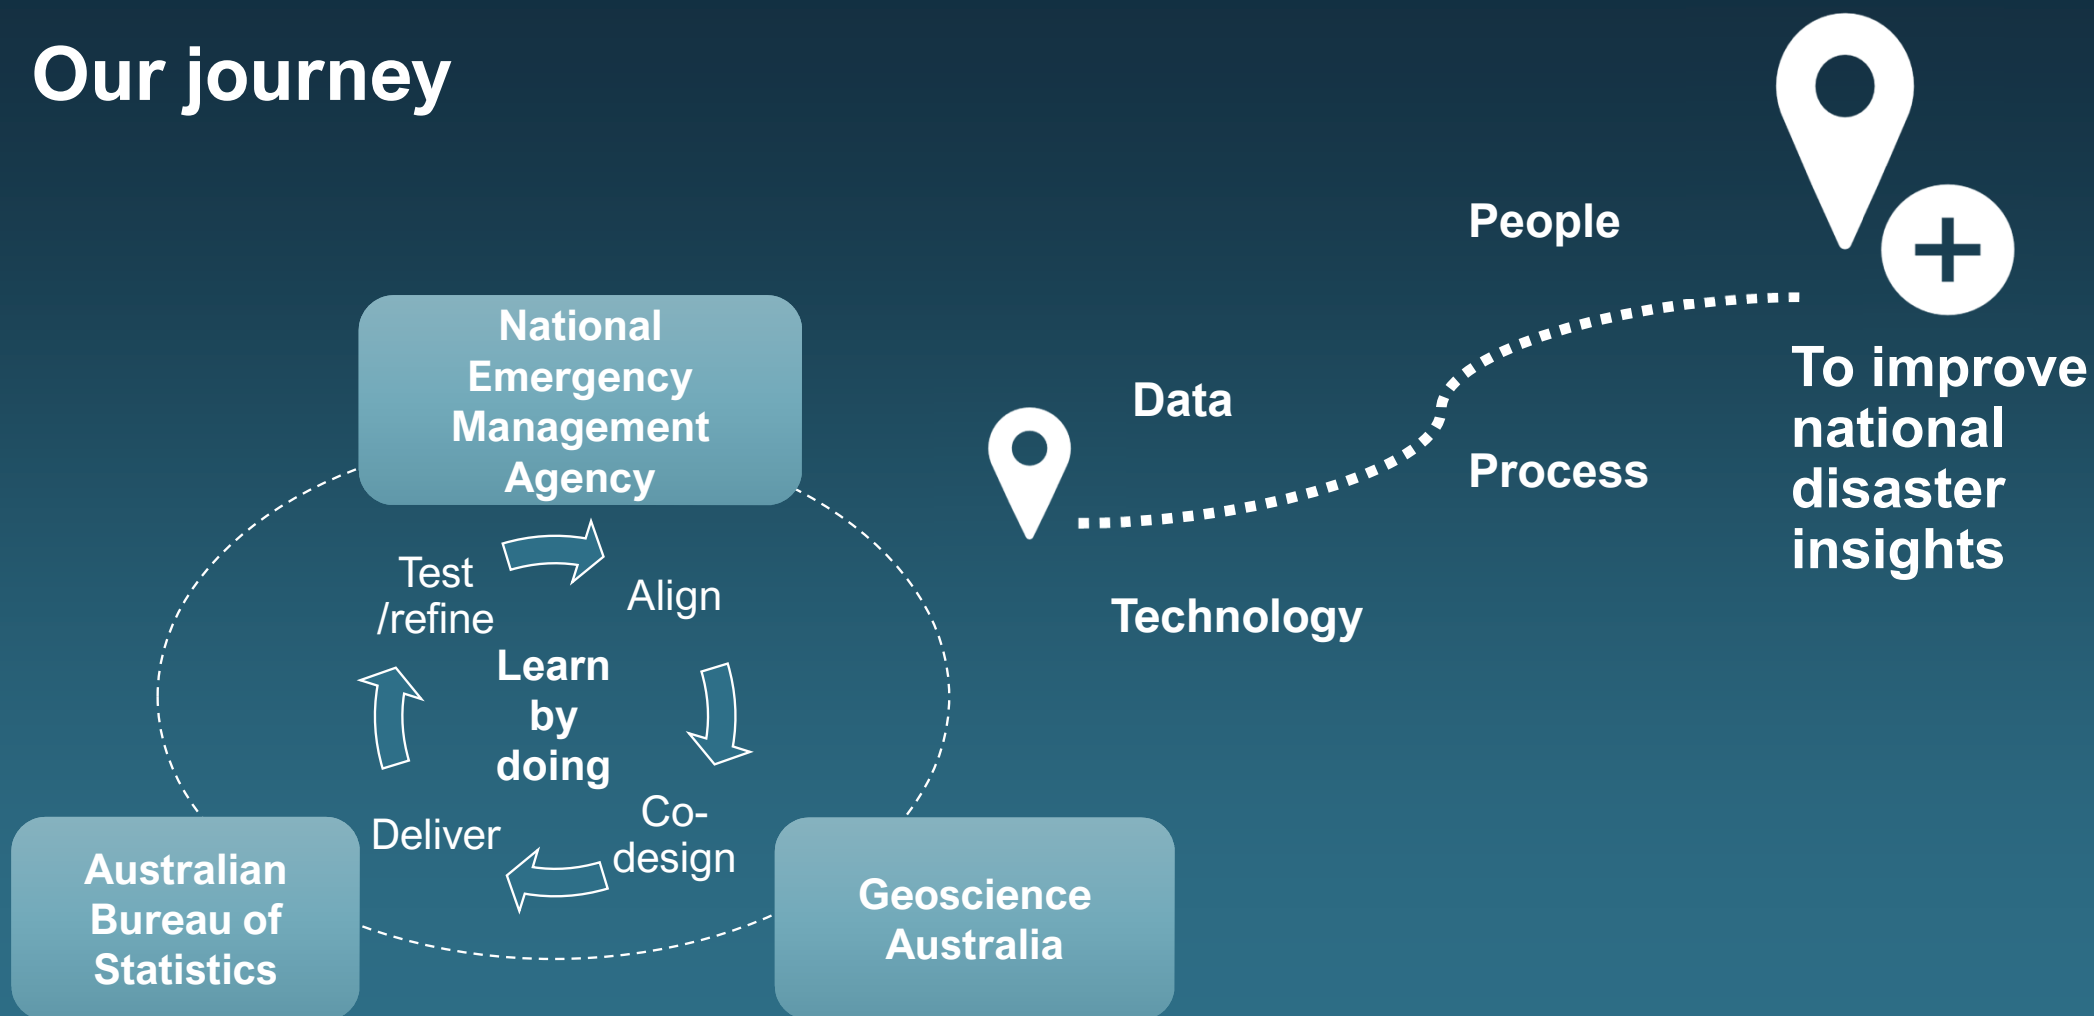 Our journey
National
Emergency
Management
Agency
Test
/refine
Align
Learn
by
doing
Co-
design
Deliver
Australian
Bureau of
Statistics
Geoscience
Australia
Data
Technology
People
Process
To improve
national
disaster
insights